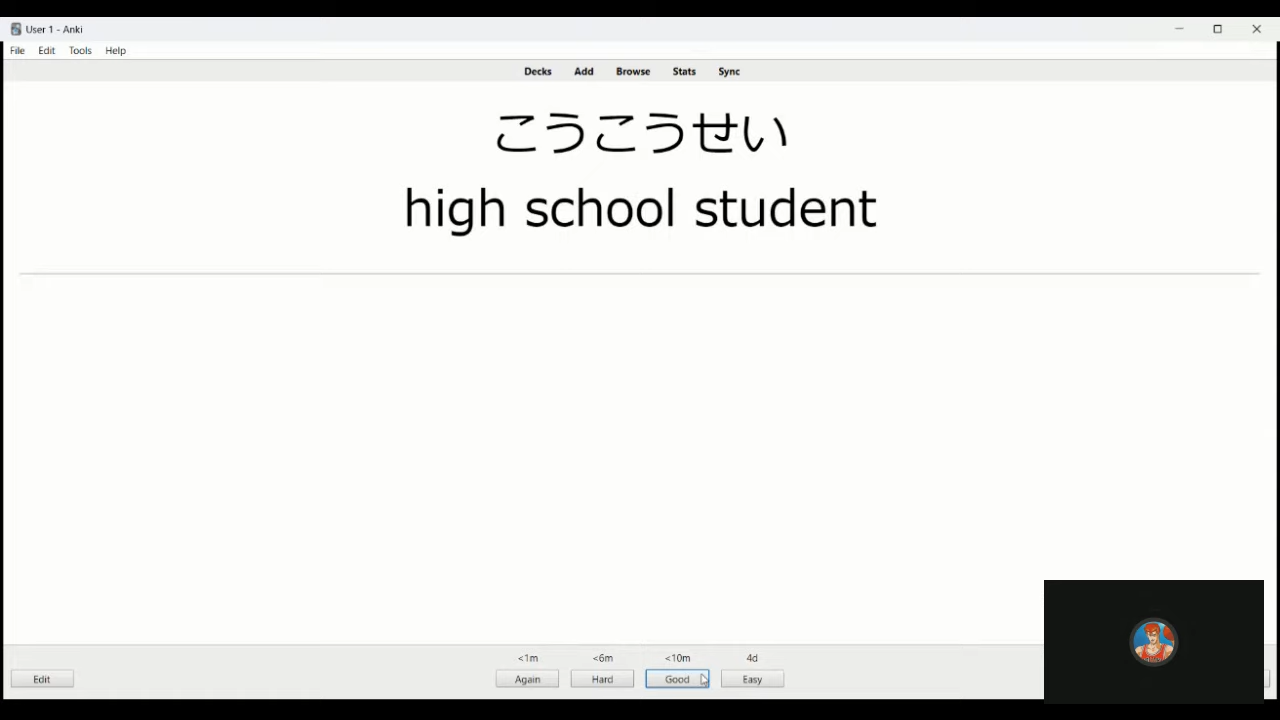 User 1 - Anki
File Edit Tools Help
Decks Add Browse Stats Sync
こうこうせい
high school student
<1m <6m <10m 4d
Edit Again Hard Good Easy